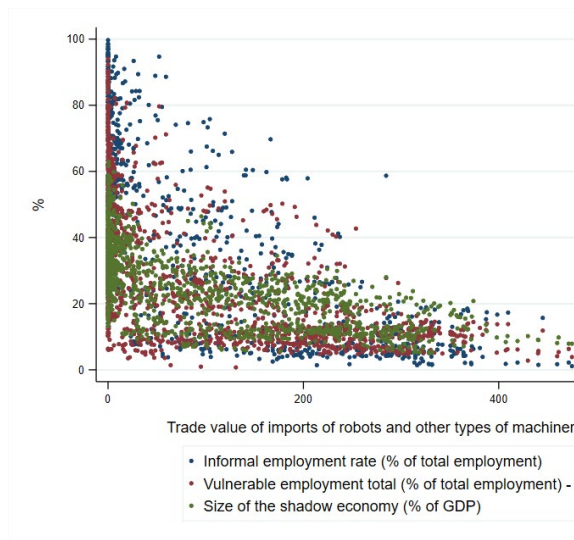 100
80
60
%
40
20
0
0 200 400
Trade value of imports of robots and other types of machiner
Informal employment rate (% of total employment)
Vulnerable employment total (% of total employment) -
Size of the shadow economy (% of GDP)